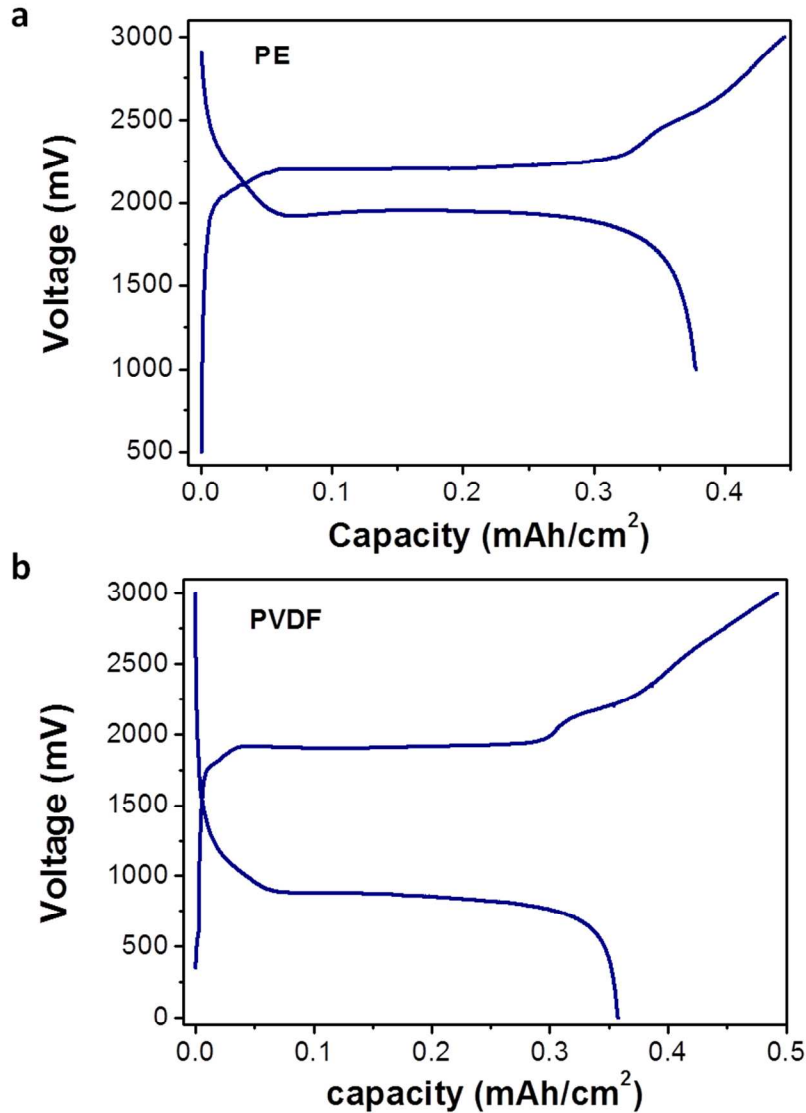 a
PE
3000
2500
2000
1500
1000
500
Voltage (mV)
0.0 0.1 0.2 0.3 0.4
Capacity (mAh/cm²)
b
PVDF
3000
2500
2000
1500
1000
500
0
Voltage (mV)
0.0 0.1 0.2 0.3 0.4 0.5
capacity (mAh/cm²)